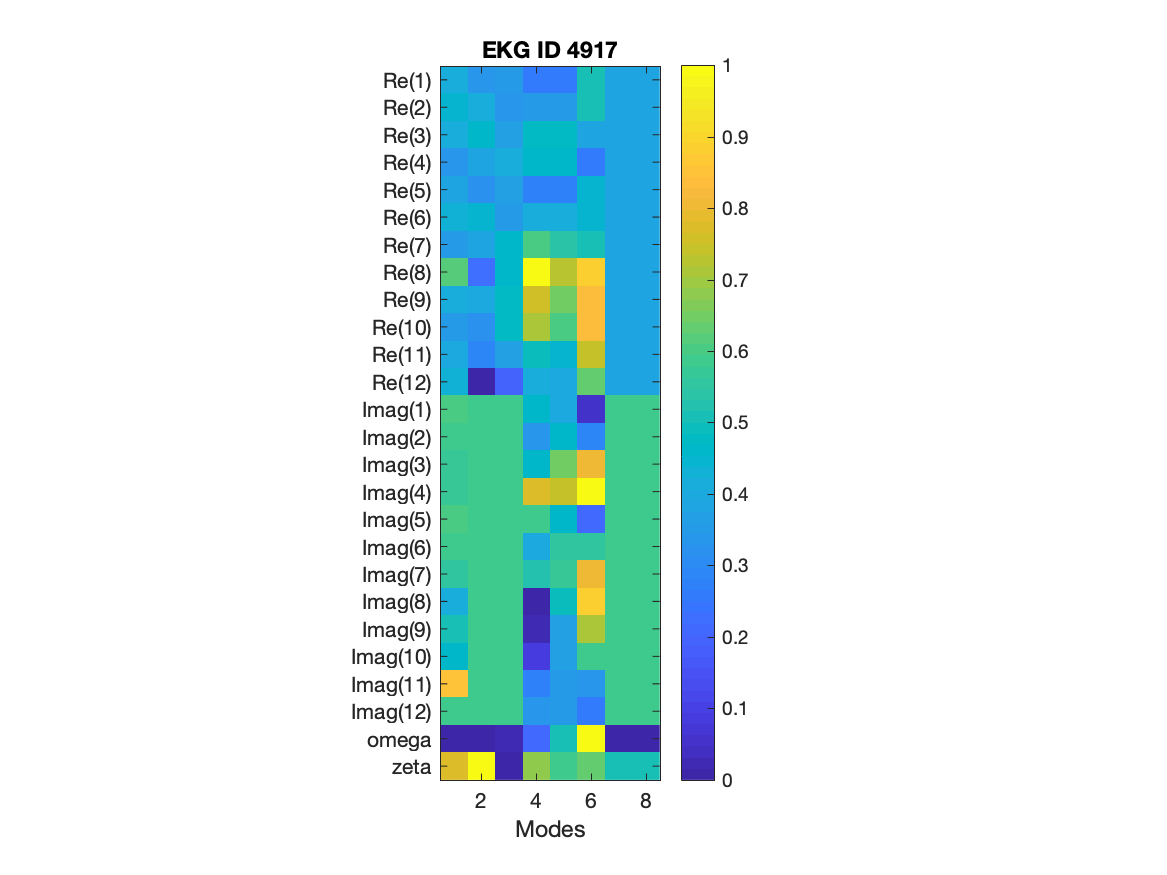 EKG ID 4917
Re(1)
Re(2)
Re(3)
Re(4)
Re(5)
Re(6)
Re(7)
Re(8)
Re(9)
Re(10)
Re(11)
Re(12)
Imag(1)
Imag(2)
Imag(3)
Imag(4)
Imag(5)
Imag(6)
Imag(7)
Imag(8)
Imag(9)
Imag(10)
Imag(11)
Imag(12)
omega
zeta
2 4 6 8
Modes
1
0.9
0.8
0.7
0.6
0.5
0.4
0.3
0.2
0.1
0